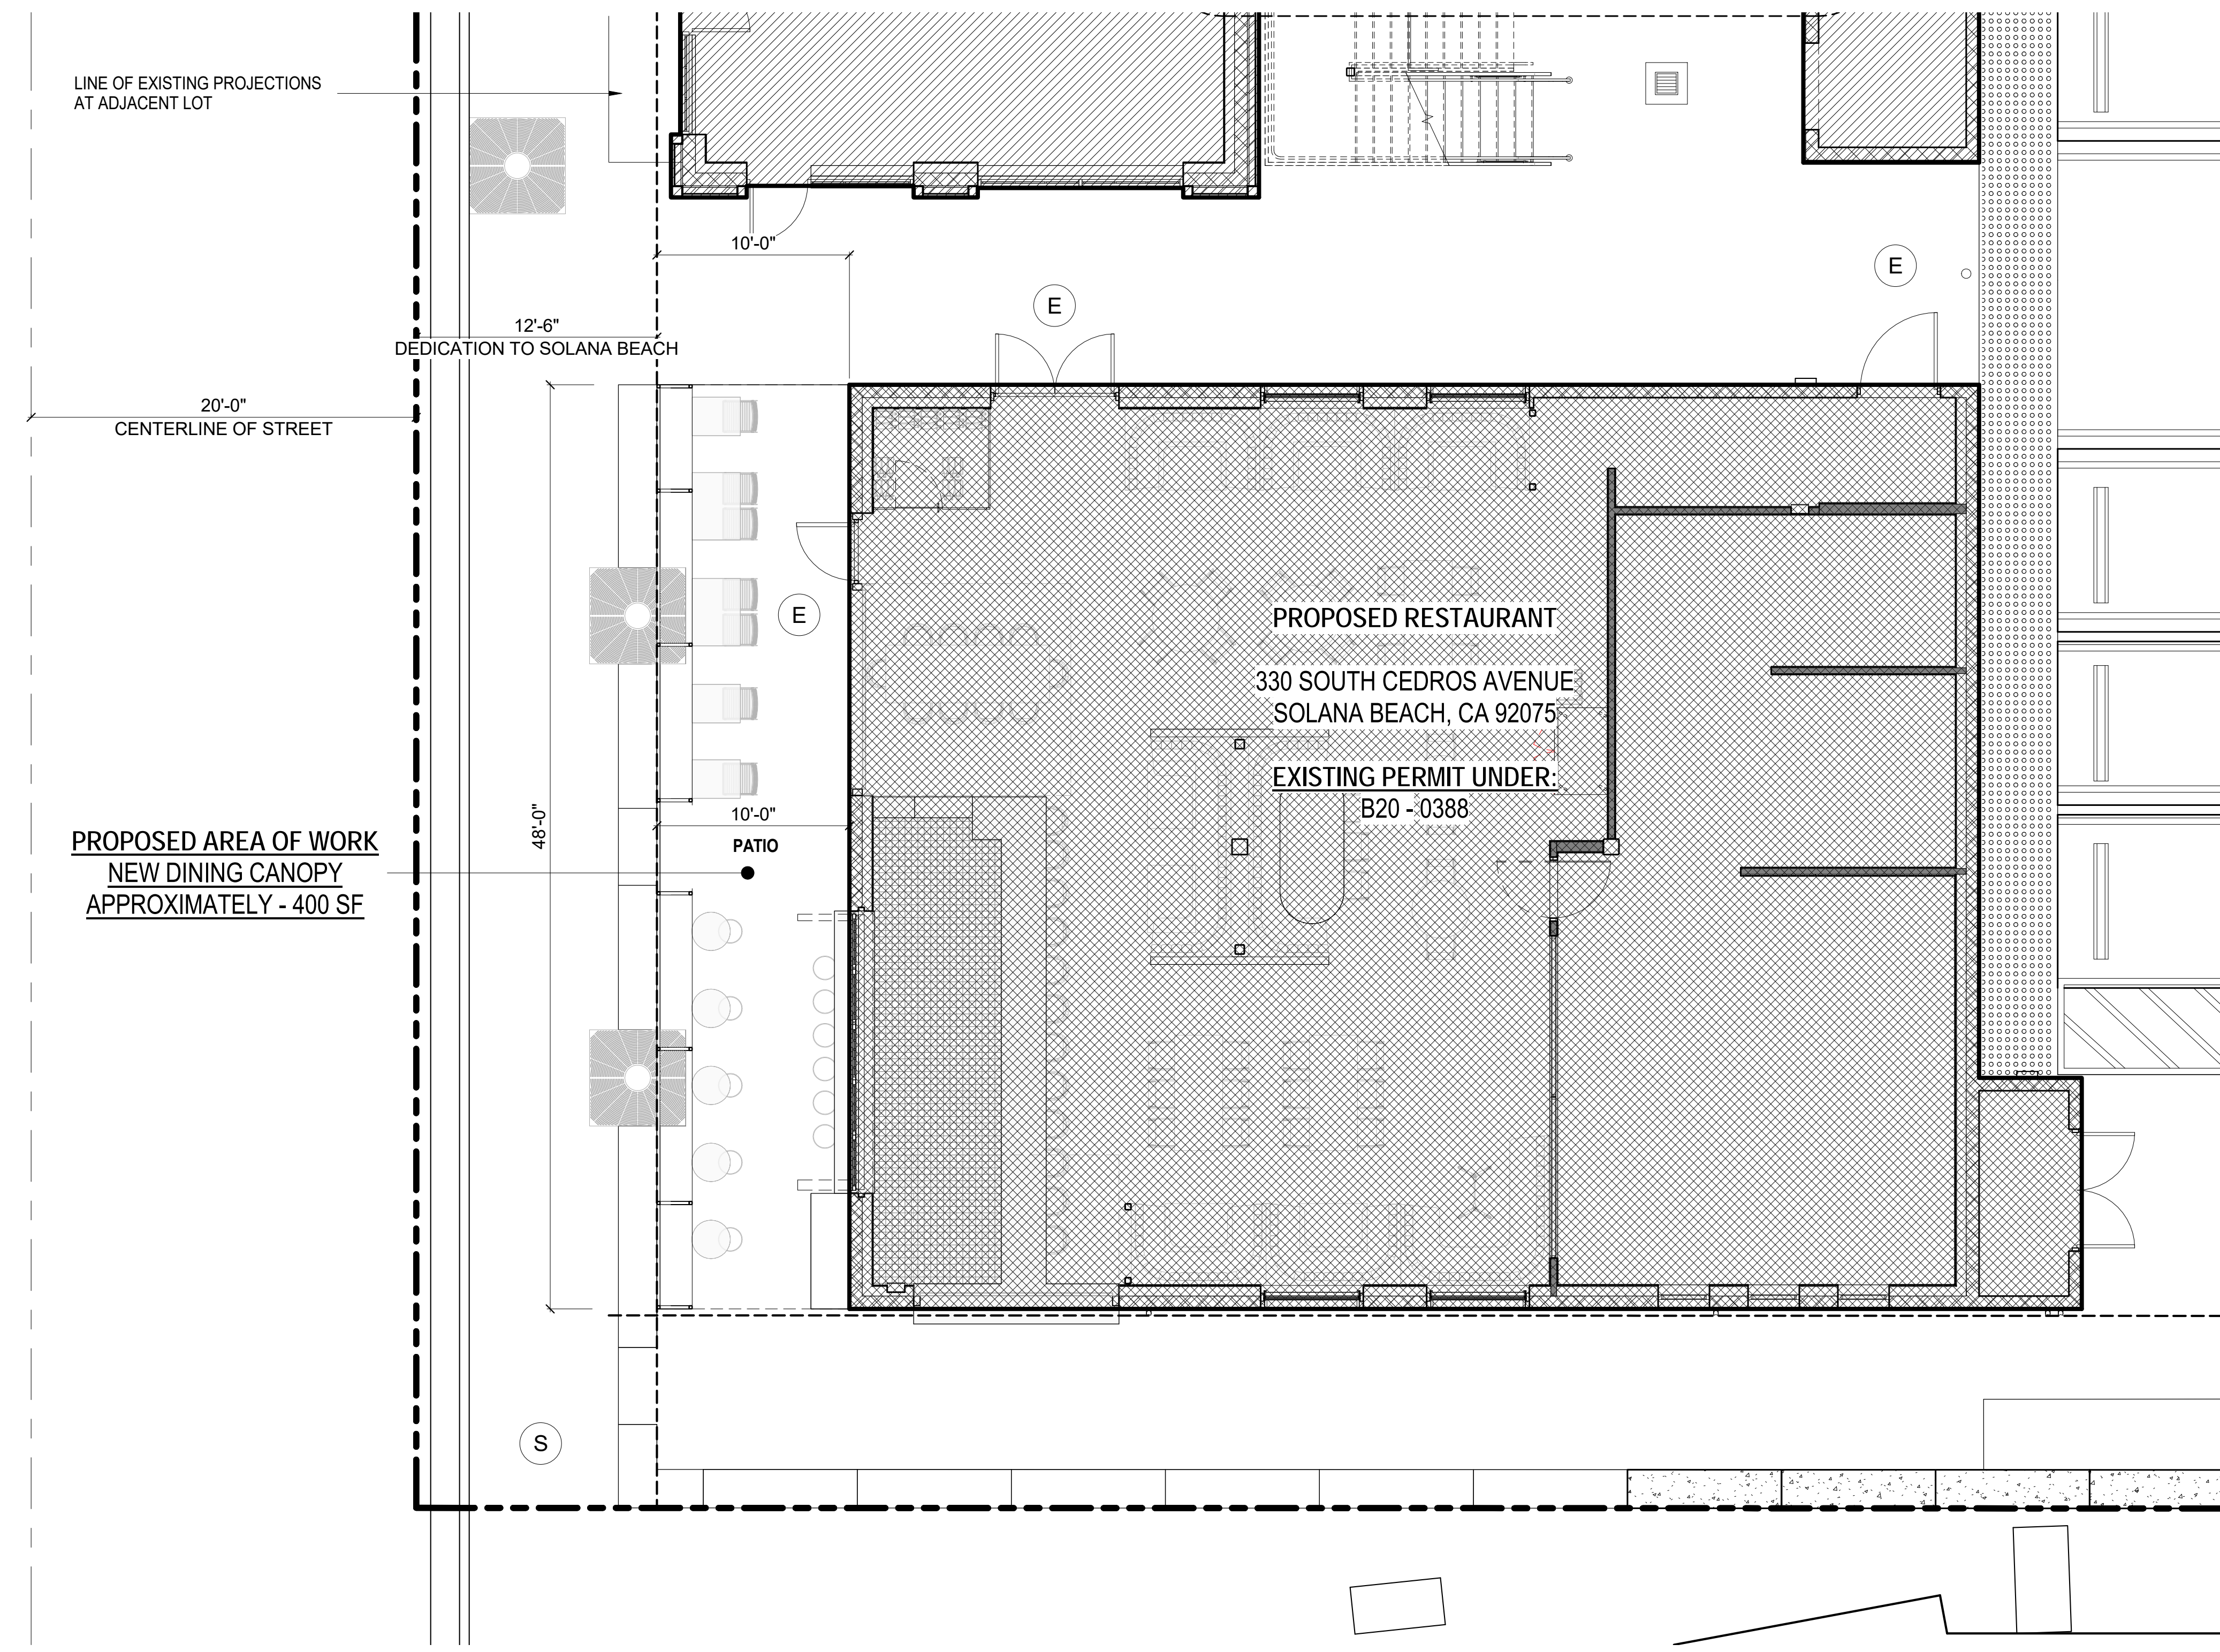 LINE OF EXISTING PROJECTIONS
AT ADJACENT LOT
10'-0"
E
E
12'-6"
DEDICATION TO SOLANA BEACH
20'-0"
CENTERLINE OF STREET
E
PROPOSED RESTAURANT
330 SOUTH CEDROS AVENUE
SOLANA BEACH, CA 92075
EXISTING PERMIT UNDER:
B20 - 0388
48'-0"
10'-0"
PATIO
PROPOSED AREA OF WORK
NEW DINING CANOPY
APPROXIMATELY - 400 SF
S